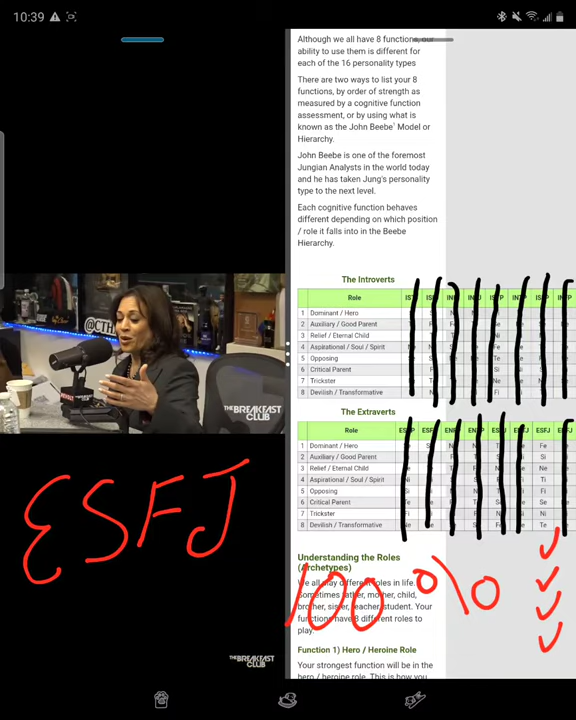 10:39
Although we all have 8 functions, our
ability to use them is different for
each of the 16 personality types
There are two ways to list your 8
functions, by order of strength as
measured by a cognitive function
assessment, or by using what is
known as the John Beebe' Model or
Hierarchy.
John Beebe is one of the foremost
Jungian Analysts in the world today
and he has taken Jung's personality
type to the next level.
Each cognitive function behaves
different depending on which position
/ role it falls into in the Beebe
Hierarchy.
The Introverts
Role
1 Dominant / Hero
2 Auxiliary / Good Parent
3 Relief / Eternal Child
4 Aspirational / Soul / Spirit
5 Opposing
6 Critical Parent
7 Trickster
8 Devilish / Transformative
The Extraverts
Role ESFJ
1 Dominant / Hero Fe
2 Auxiliary / Good Parent Si
3 Relief / Eternal Child Ne
4 Aspirational / Soul / Spirit Ti
5 Opposing Fi
6 Critical Parent Se
7 Trickster Ni
8 Devilish / Transformative Te
Understanding the Roles
(Archetypes)
We all play different roles in life.
Sometimes father, mother, child,
brother, sister, teacher, student. Your
functions have 8 different roles to
play.
Function 1) Hero / Heroine Role
Your strongest function will be in the
hero / heroine role. This is how you
@CTH
THE BREAKFAST
CLUB
ESFJ
100%
THE BREAKFAST
CLUB